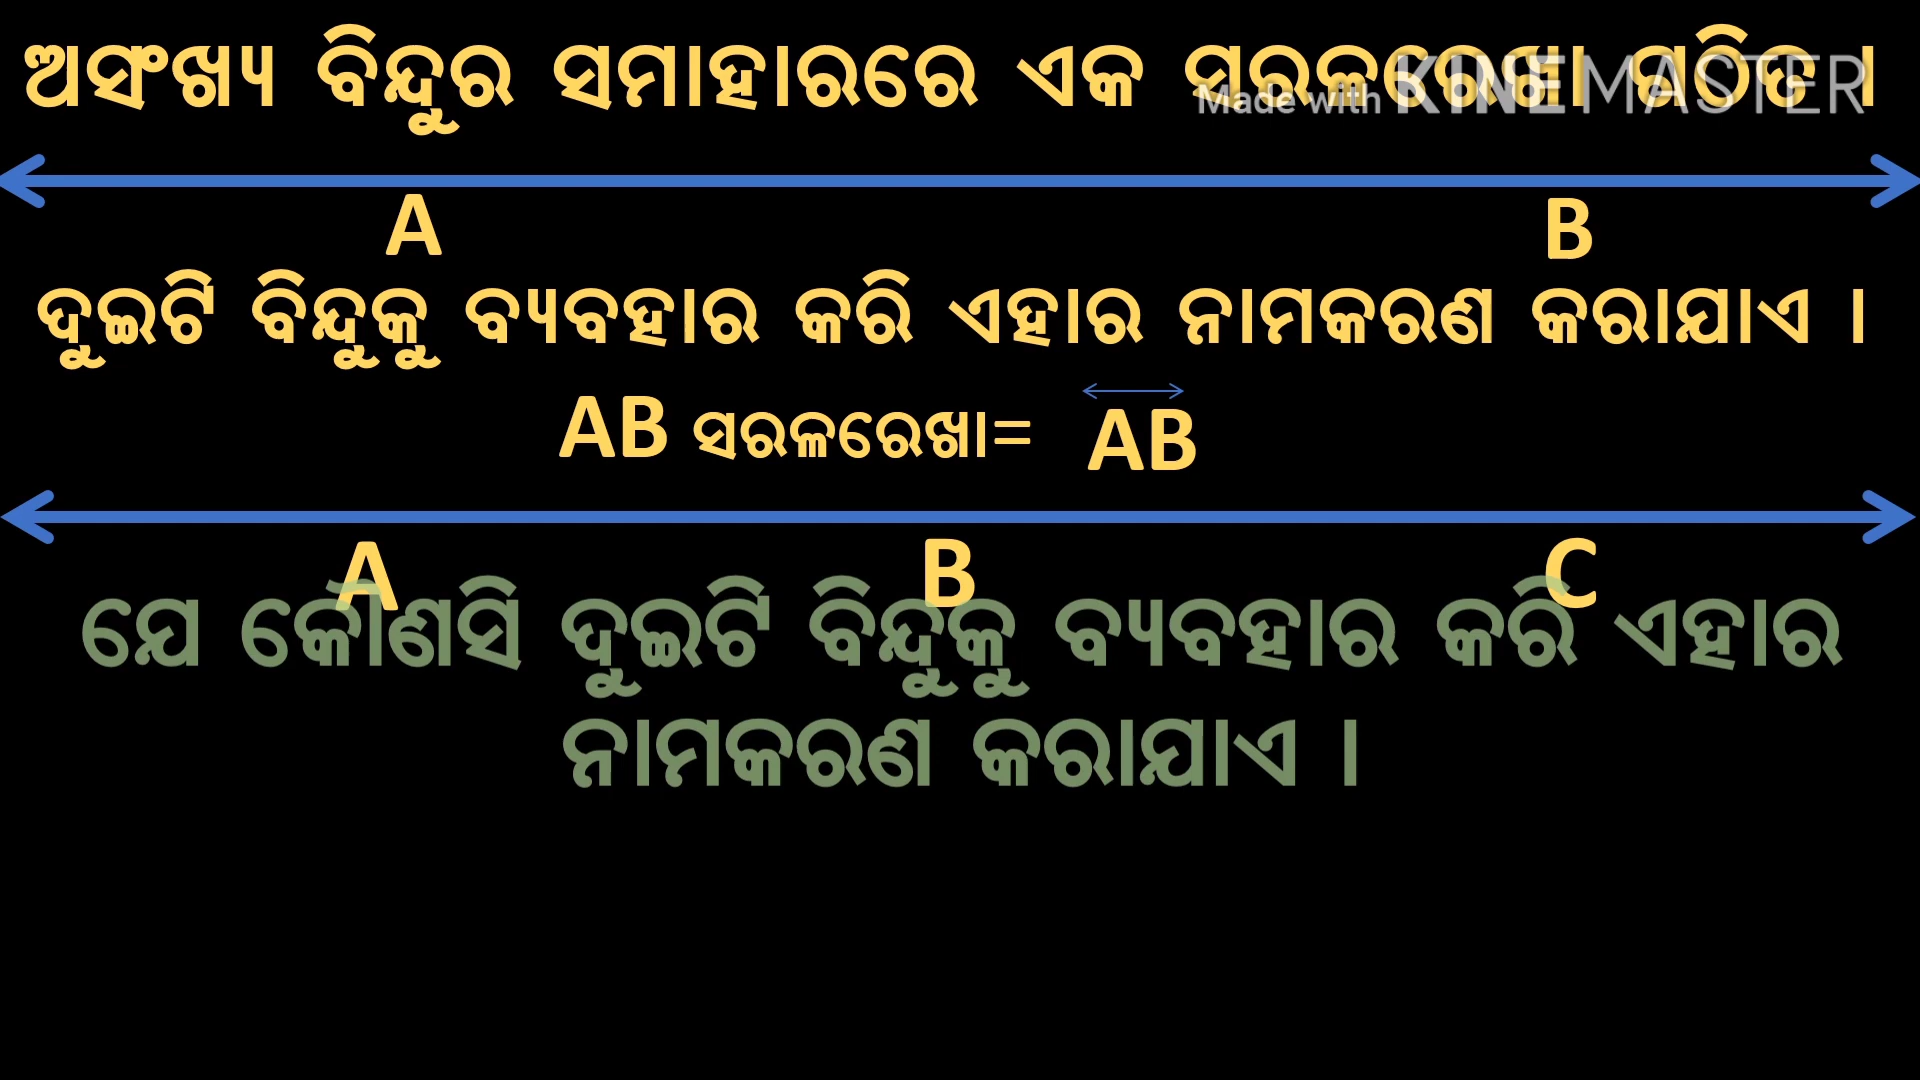 ଅସଂଖ୍ୟ ବିନ୍ଦୁର ସମାହାରରେ ଏକ ସରଳରେଖା ଗଠିତ ।
Made with KINEMASTER
A B
ଦୁଇଟି ବିନ୍ଦୁକୁ ବ୍ୟବହାର କରି ଏହାର ନାମକରଣ କରାଯାଏ ।
AB ସରଳରେଖା= AB
A B C
ଯେ କୌଣସି ଦୁଇଟି ବିନ୍ଦୁକୁ ବ୍ୟବହାର କରି ଏହାର
ନାମକରଣ କରାଯାଏ ।